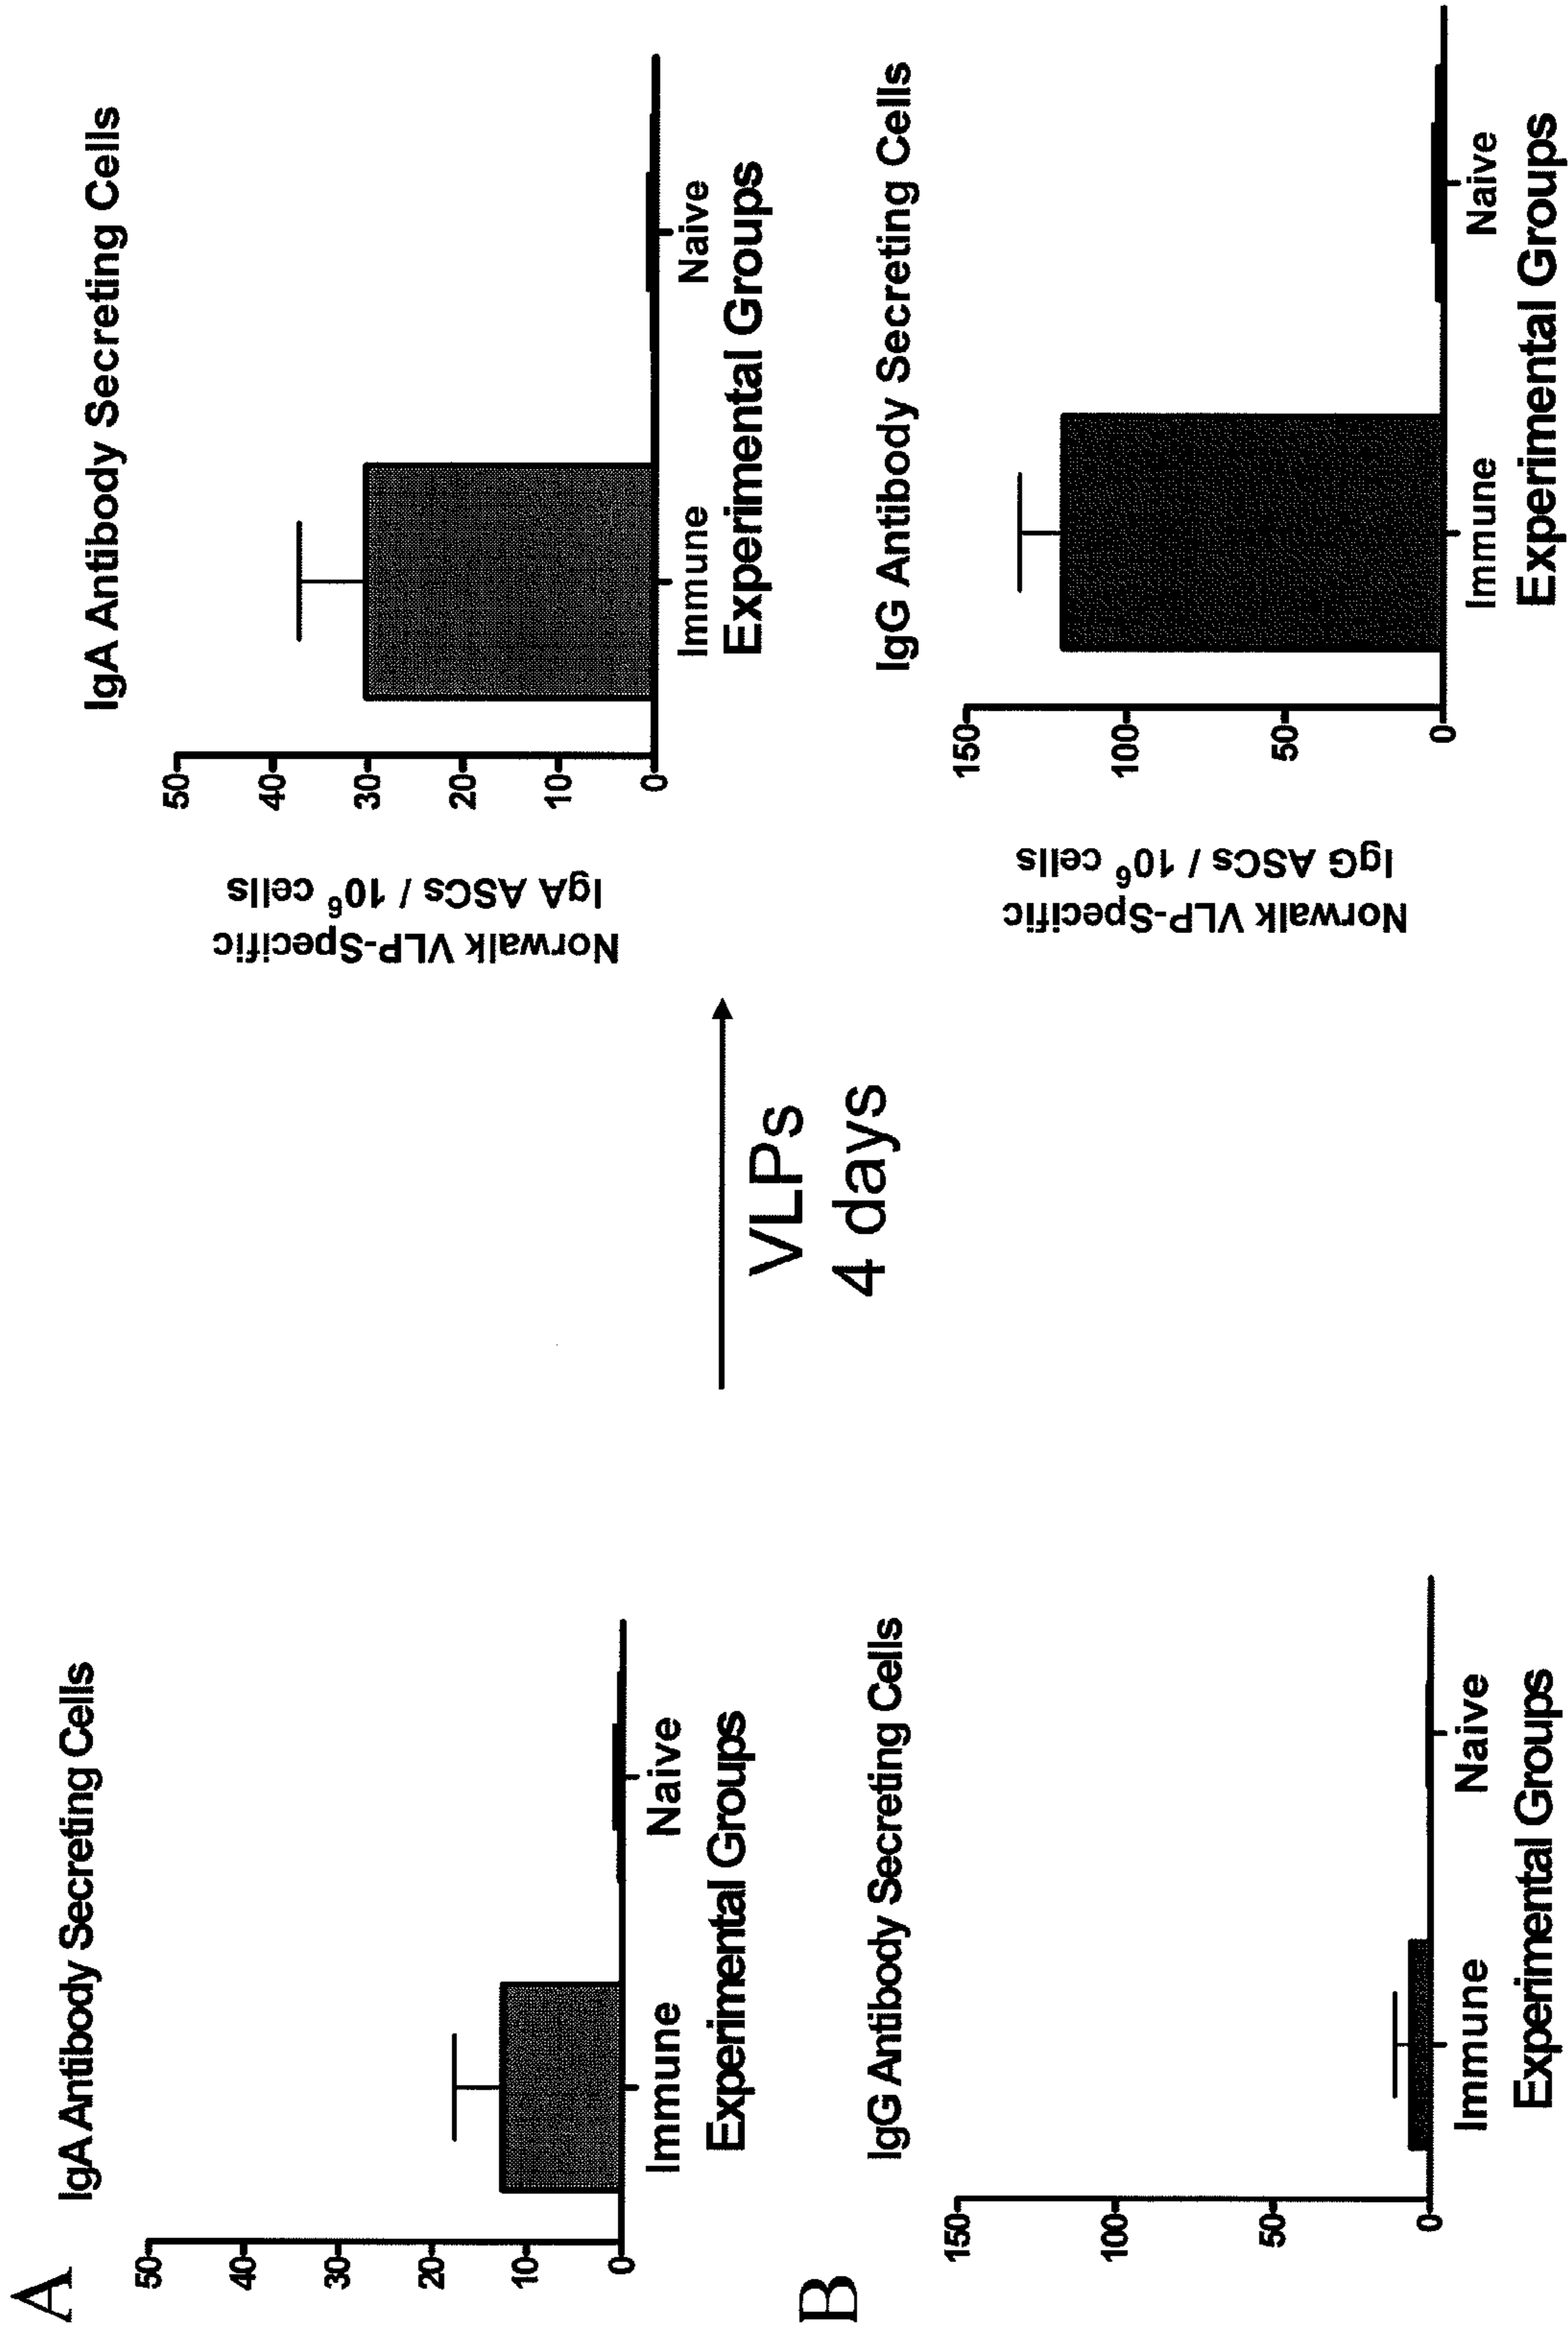 A
IgA Antibody Secreting Cells
50
40
30
20
10
0
Immune
Naive
Experimental Groups
VLPs
4 days
Norwalk VLP-Specific
IgA ASCs / 10⁶ cells
IgA Antibody Secreting Cells
50
40
30
20
10
0
Immune
Naive
Experimental Groups
B
IgG Antibody Secreting Cells
150
100
50
0
Immune
Naive
Experimental Groups
Norwalk VLP-Specific
IgG ASCs / 10⁶ cells
IgG Antibody Secreting Cells
150
100
50
0
Immune
Naive
Experimental Groups